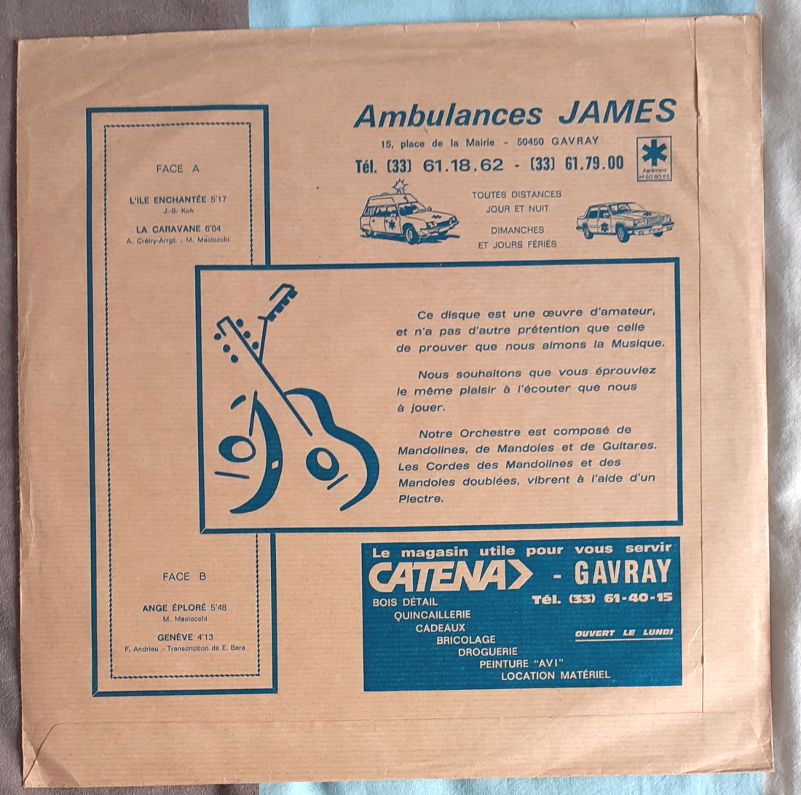 FACE A
L'ILE ENCHANTÉE 5'17
J.-B. Kok
LA CARAVANE 6'04
A. Crétry-Arrgt. : M. Maciocchi
FACE B
ANGE ÉPLORÉ 5'48
M. Maciocchi
GENÈVE 4'13
F. Andrieu - Transcription de E. Bara
Ambulances JAMES
15, place de la Mairie - 50450 GAVRAY
Tél. (33) 61.18.62 - (33) 61.79.00
Agrément
TOUTES DISTANCES
JOUR ET NUIT
DIMANCHES
ET JOURS FÉRIÉS
Ce disque est une œuvre d'amateur,
et n'a pas d'autre prétention que celle
de prouver que nous aimons la Musique.
Nous souhaitons que vous éprouviez
le même plaisir à l'écouter que nous
à jouer.
Notre Orchestre est composé de
Mandolines, de Mandoles et de Guitares.
Les Cordes des Mandolines et des
Mandoles doublées, vibrent à l'aide d'un
Plectre.
Le magasin utile pour vous servir
CATENA - GAVRAY
Tél. (33) 61-40-15
BOIS DÉTAIL
QUINCAILLERIE
CADEAUX
BRICOLAGE
DROGUERIE
PEINTURE "AVI"
LOCATION MATÉRIEL
OUVERT LE LUNDI